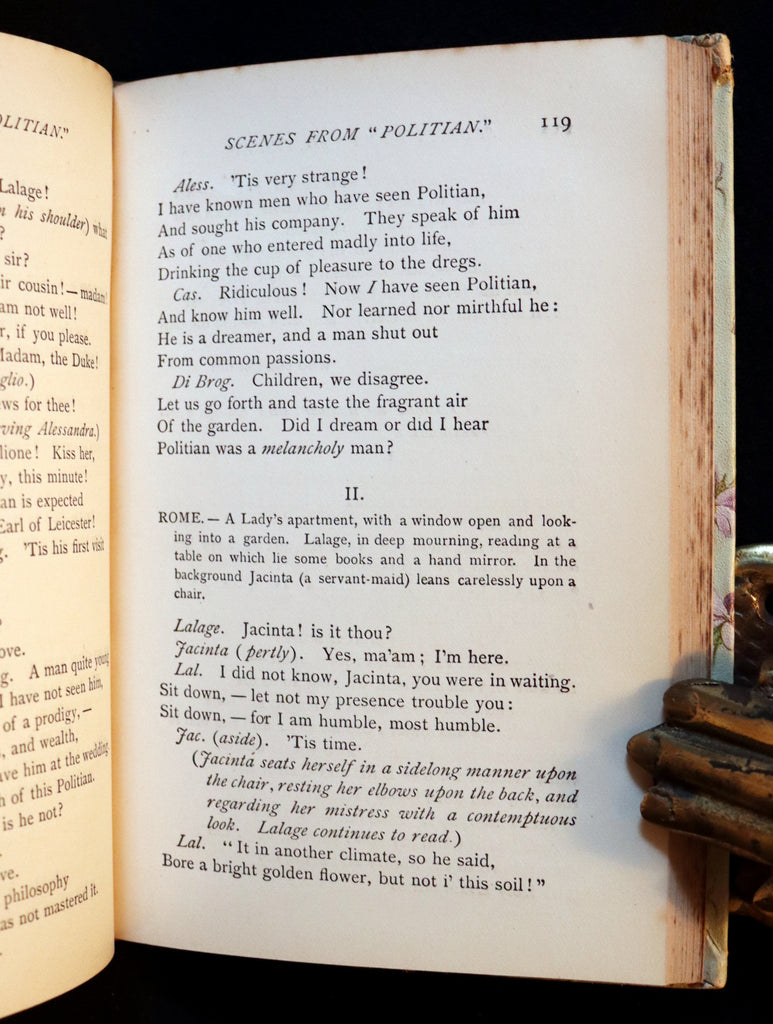 OLITIAN."
Lalage!
n his shoulder) what
?
sir?
ir cousin!—madam!
am not well!
r, if you please.
Madam, the Duke!
glio.)
ws for thee!
rving Alessandra.)
lione! Kiss her,
y, this minute!
an is expected
Earl of Leicester!
g. 'Tis his first visit
ove.
g. A man quite young
I have not seen him,
of a prodigy,—
, and wealth,
ave him at the wedding.
h of this Politian.
is he not?
ve.
philosophy
as not mastered it.
SCENES FROM "POLITIAN." 119
Aless. 'Tis very strange!
I have known men who have seen Politian,
And sought his company. They speak of him
As of one who entered madly into life,
Drinking the cup of pleasure to the dregs.
Cas. Ridiculous! Now I have seen Politian,
And know him well. Nor learned nor mirthful he:
He is a dreamer, and a man shut out
From common passions.
Di Brog. Children, we disagree.
Let us go forth and taste the fragrant air
Of the garden. Did I dream or did I hear
Politian was a melancholy man?
II.
ROME.—A Lady's apartment, with a window open and look-
ing into a garden. Lalage, in deep mourning, reading at a
table on which lie some books and a hand mirror. In the
background Jacinta (a servant-maid) leans carelessly upon a
chair.
Lalage. Jacinta! is it thou?
Jacinta (pertly). Yes, ma'am; I'm here.
Lal. I did not know, Jacinta, you were in waiting.
Sit down,—let not my presence trouble you:
Sit down,—for I am humble, most humble.
Jac. (aside). 'Tis time.
(Jacinta seats herself in a sidelong manner upon
the chair, resting her elbows upon the back, and
regarding her mistress with a contemptuous
look. Lalage continues to read.)
Lal. "It in another climate, so he said,
Bore a bright golden flower, but not i' this soil!"